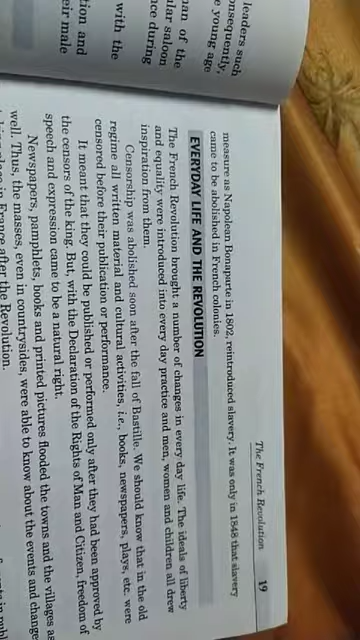 leaders such
onsequently,
e young age
an of the
ular saloon
nce during
with the
tion and
eir male
The French Revolution 19
measure as Napolean Bonaparte in 1802, reintroduced slavery. It was only in 1848 that slavery
came to be abolished in French colonies.
EVERYDAY LIFE AND THE REVOLUTION
The French Revolution brought a number of changes in every day life. The ideals of liberty
and equality were introduced into every day practice and men, women and children all drew
inspiration from them.
Censorship was abolished soon after the fall of Bastille. We should know that in the old
regime all written material and cultural activities, i.e., books, newspapers, plays, etc. were
censored before their publication or performance.
It meant that they could be published or performed only after they had been approved by
the censors of the king. But, with the Declaration of the Rights of Man and Citizen, freedom of
speech and expression came to be a natural right.
Newspapers, pamphlets, books and printed pictures flooded the towns and the villages as
well. Thus, the masses, even in countrysides, were able to know about the events and change
place in France after the Revolution.